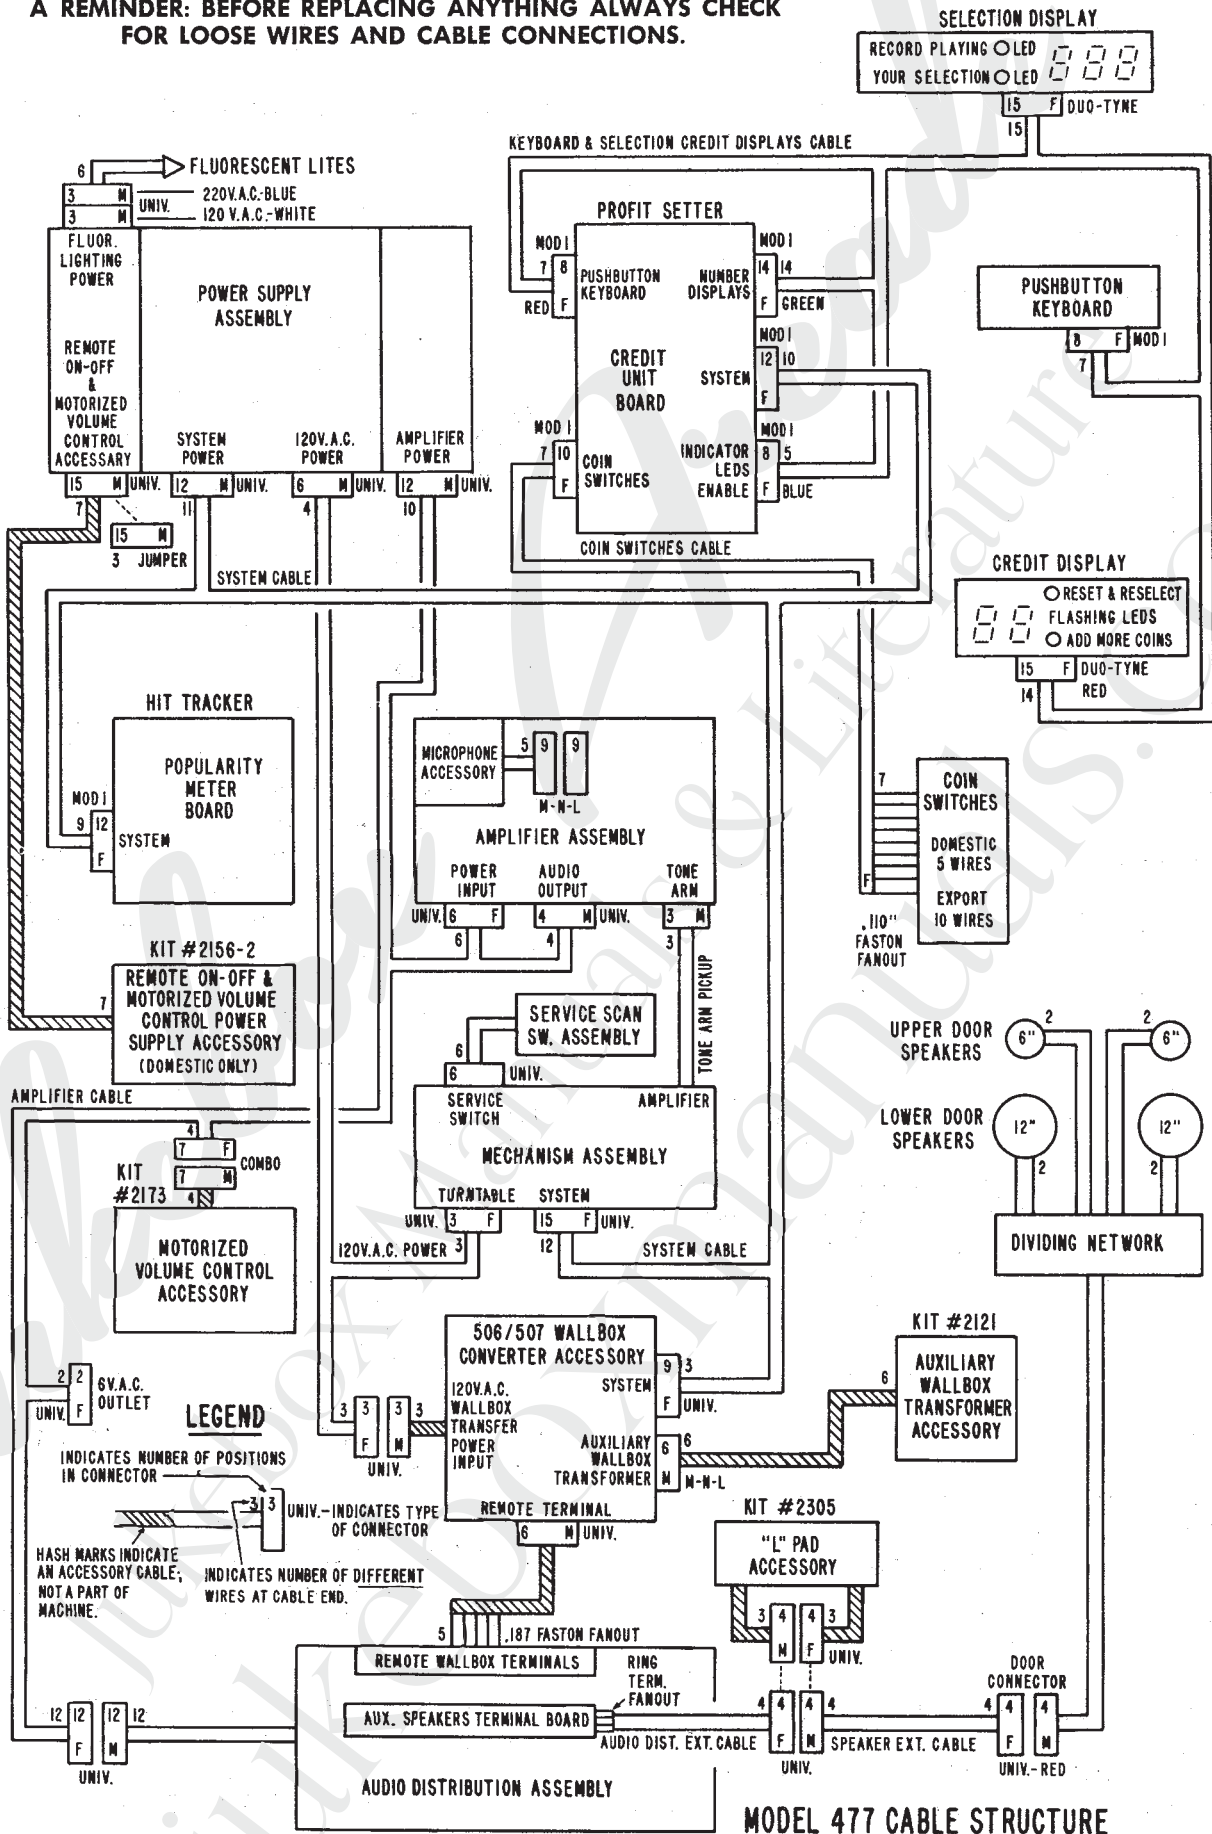 A REMINDER: BEFORE REPLACING ANYTHING ALWAYS CHECK
FOR LOOSE WIRES AND CABLE CONNECTIONS.
SELECTION DISPLAY
RECORD PLAYING LED
YOUR SELECTION LED
888
15 F DUO-TYNE
15
KEYBOARD & SELECTION CREDIT DISPLAYS CABLE
6
FLUORESCENT LITES
3 M
3 M
UNIV.
220V.A.C.-BLUE
120 V.A.C.-WHITE
FLUOR.
LIGHTING
POWER
POWER SUPPLY
ASSEMBLY
REMOTE
ON-OFF
&
MOTORIZED
VOLUME
CONTROL
ACCESSARY
SYSTEM
POWER
120V.A.C.
POWER
AMPLIFIER
POWER
15 M UNIV.
12 M UNIV.
6 M UNIV.
12 M UNIV.
7
11
4
10
15 M
3 JUMPER
SYSTEM CABLE
PROFIT SETTER
MOD I
7 8
RED F
PUSHBUTTON
KEYBOARD
NUMBER
DISPLAYS
MOD I
14 14
F GREEN
MOD I
12 10
F
SYSTEM
CREDIT
UNIT
BOARD
MOD I
7 10
F
COIN
SWITCHES
INDICATOR
LEDS
ENABLE
MOD I
8 5
F BLUE
COIN SWITCHES CABLE
PUSHBUTTON
KEYBOARD
8 F MOD I
7
CREDIT DISPLAY
88
RESET & RESELECT
FLASHING LEDS
ADD MORE COINS
15 F DUO-TYNE
14 RED
HIT TRACKER
POPULARITY
METER
BOARD
MOD I
9 12
F
SYSTEM
MICROPHONE
ACCESSORY
5 9 9
M-N-L
AMPLIFIER ASSEMBLY
POWER
INPUT
AUDIO
OUTPUT
TONE
ARM
UNIV. 6 F
4 M UNIV.
3 M
6
4
3
TONE ARM PICKUP
7
F
COIN
SWITCHES
DOMESTIC
5 WIRES
EXPORT
10 WIRES
.110"
FASTON
FANOUT
KIT #2156-2
7
REMOTE ON-OFF &
MOTORIZED VOLUME
CONTROL POWER
SUPPLY ACCESSORY
(DOMESTIC ONLY)
SERVICE SCAN
SW. ASSEMBLY
6
6 UNIV.
SERVICE
SWITCH
AMPLIFIER
MECHANISM ASSEMBLY
TURNTABLE
SYSTEM
UNIV. 3 F
15 F UNIV.
120V.A.C. POWER 3
12
SYSTEM CABLE
AMPLIFIER CABLE
4
7 F
7 M
COMBO
4
KIT
#2173
MOTORIZED
VOLUME CONTROL
ACCESSORY
UPPER DOOR
SPEAKERS
6" 2
2 6"
LOWER DOOR
SPEAKERS
12" 12"
2 2
DIVIDING NETWORK
506/507 WALLBOX
CONVERTER ACCESSORY
120V.A.C.
WALLBOX
TRANSFER
POWER
INPUT
SYSTEM
9 3
F UNIV.
AUXILIARY
WALLBOX
TRANSFORMER
6 6
M M-N-L
REMOTE TERMINAL
6 M UNIV.
3 3 3 3
F M
UNIV.
KIT #2121
6
AUXILIARY
WALLBOX
TRANSFORMER
ACCESSORY
2 2
UNIV. F
6V.A.C.
OUTLET
LEGEND
INDICATES NUMBER OF POSITIONS
IN CONNECTOR
3 3
UNIV.-INDICATES TYPE
OF CONNECTOR
HASH MARKS INDICATE
AN ACCESSORY CABLE;
NOT A PART OF
MACHINE.
INDICATES NUMBER OF DIFFERENT
WIRES AT CABLE END.
KIT #2305
"L" PAD
ACCESSORY
3 4 4 3
M F UNIV.
5
.187 FASTON FANOUT
REMOTE WALLBOX TERMINALS
RING
TERM.
FANOUT
AUX. SPEAKERS TERMINAL BOARD
AUDIO DIST. EXT. CABLE
AUDIO DISTRIBUTION ASSEMBLY
12 12 12 12
F M
UNIV.
4 4 4 4
F M
UNIV.
SPEAKER EXT. CABLE
DOOR
CONNECTOR
4 4 4
F M
UNIV.-RED
MODEL 477 CABLE STRUCTURE
Jukebox Manuals & Literature